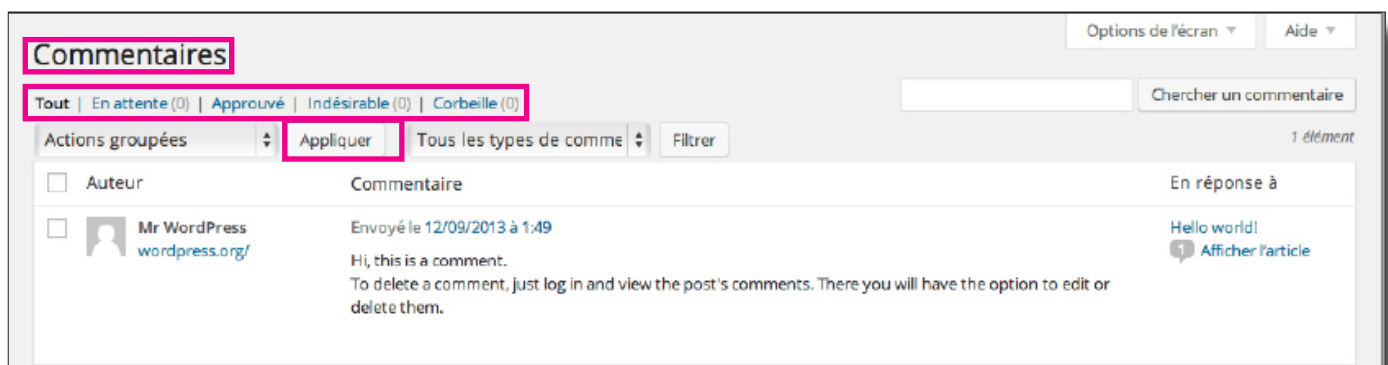 Options de l'écran
Aide
Commentaires
Tout | En attente (0) | Approuvé | Indésirable (0) | Corbeille (0)
Chercher un commentaire
Actions groupées
Appliquer
Tous les types de comme
Filtrer
1 élément
Auteur
Commentaire
En réponse à
Mr WordPress
wordpress.org/
Envoyé le 12/09/2013 à 1:49
Hi, this is a comment.
To delete a comment, just log in and view the post's comments. There you will have the option to edit or
delete them.
Hello world!
1 Afficher l'article